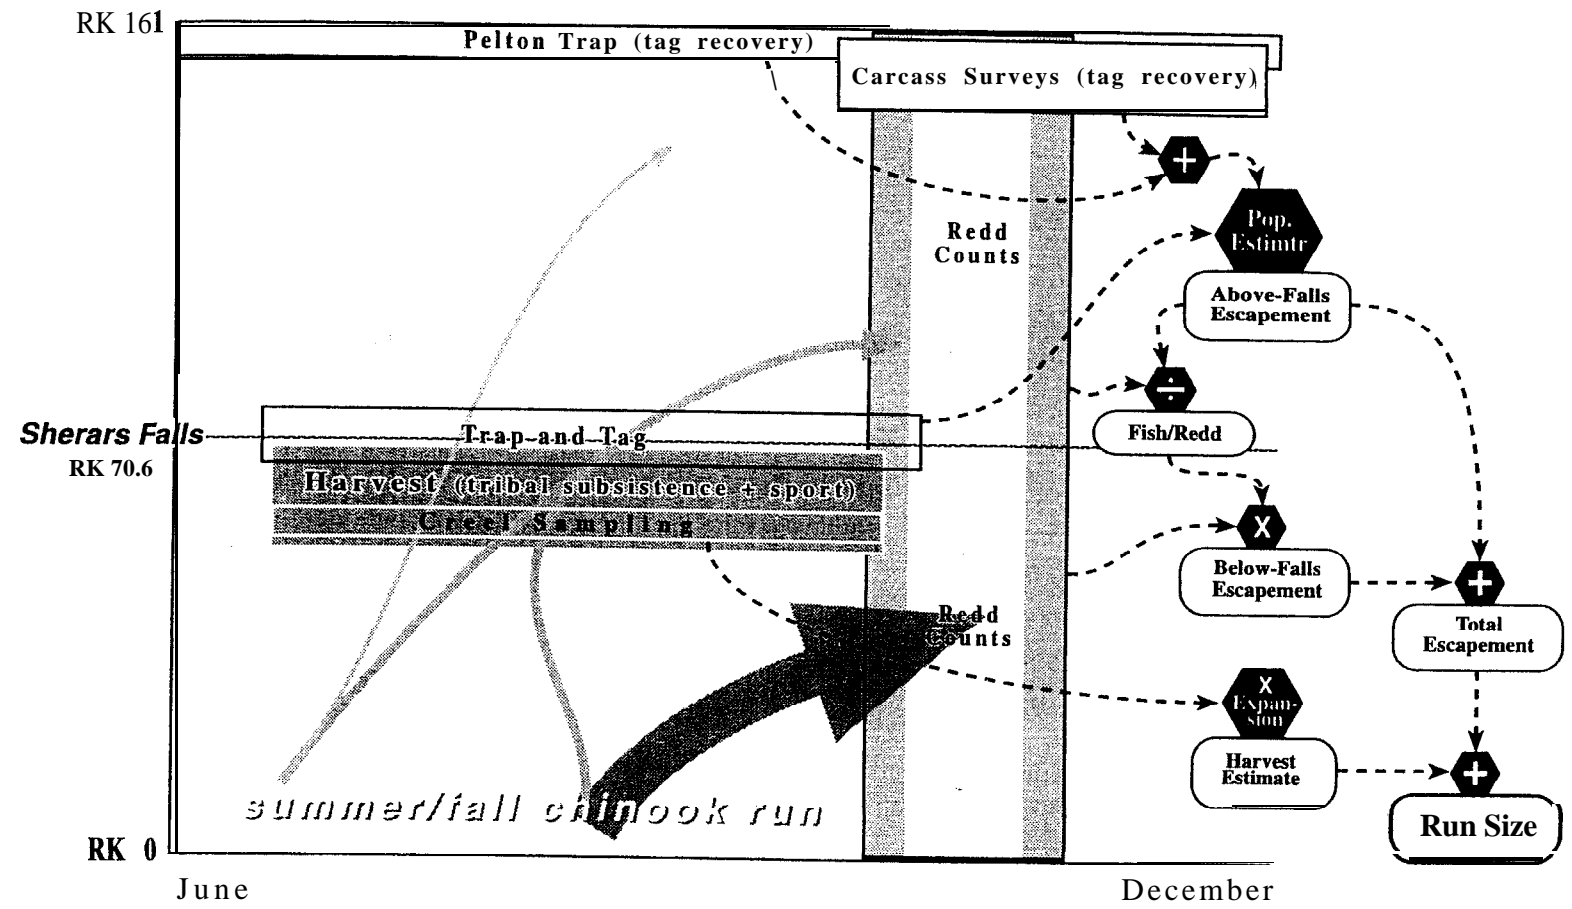 RK 161
Pelton Trap (tag recovery)
Carcass Surveys (tag recovery)
+
Pop.
Estimtr
Redd
Counts
Above-Falls
Escapement
÷
Fish/Redd
Sherars Falls
RK 70.6
Trap and Tag
Harvest (tribal subsistence + sport)
Creel Sampling
X
Below-Falls
Escapement
+
Total
Escapement
Redd
Counts
X
Expan-
sion
Harvest
Estimate
+
Run Size
summer/fall chinook run
RK 0
June
December